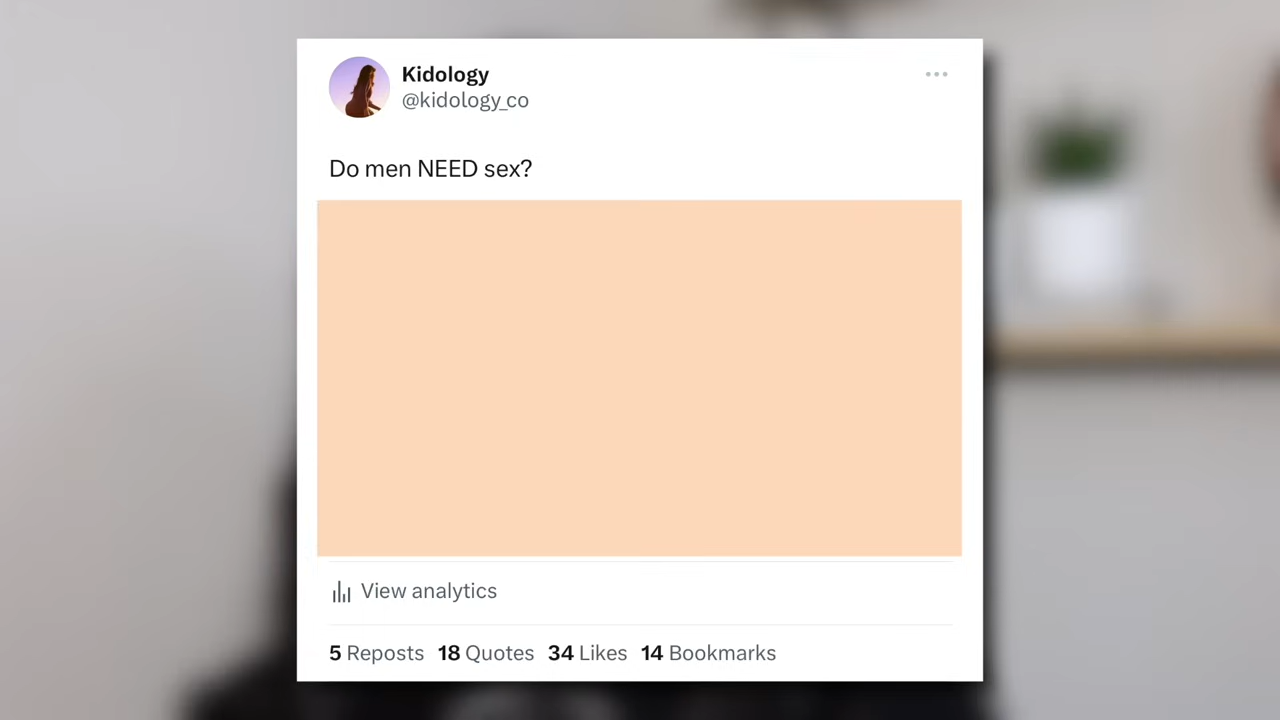 Kidology
@kidology_co
Do men NEED sex?
View analytics
5 Reposts 18 Quotes 34 Likes 14 Bookmarks